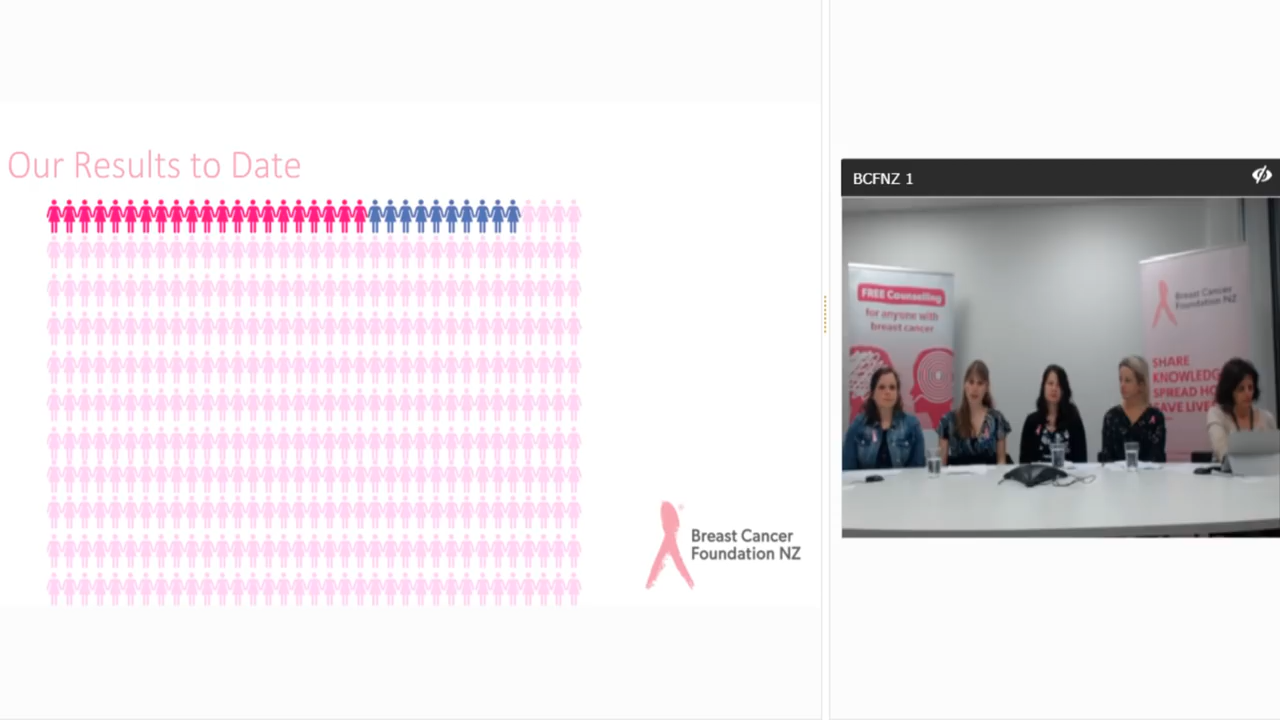 Our Results to Date
Breast Cancer
Foundation NZ
BCFNZ 1
FREE Counselling
for anyone with
breast cancer
Breast Cancer
Foundation NZ
SHARE
SPREAD